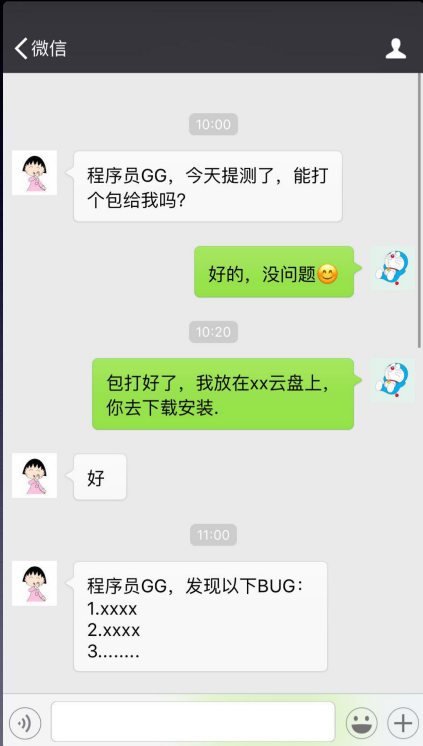 微信
10:00
程序员GG，今天提测了，能打
个包给我吗?
好的，没问题😊
10:20
包打好了，我放在xx云盘上，
你去下载安装.
好
11:00
程序员GG，发现以下BUG：
1.xxxx
2.xxxx
3........